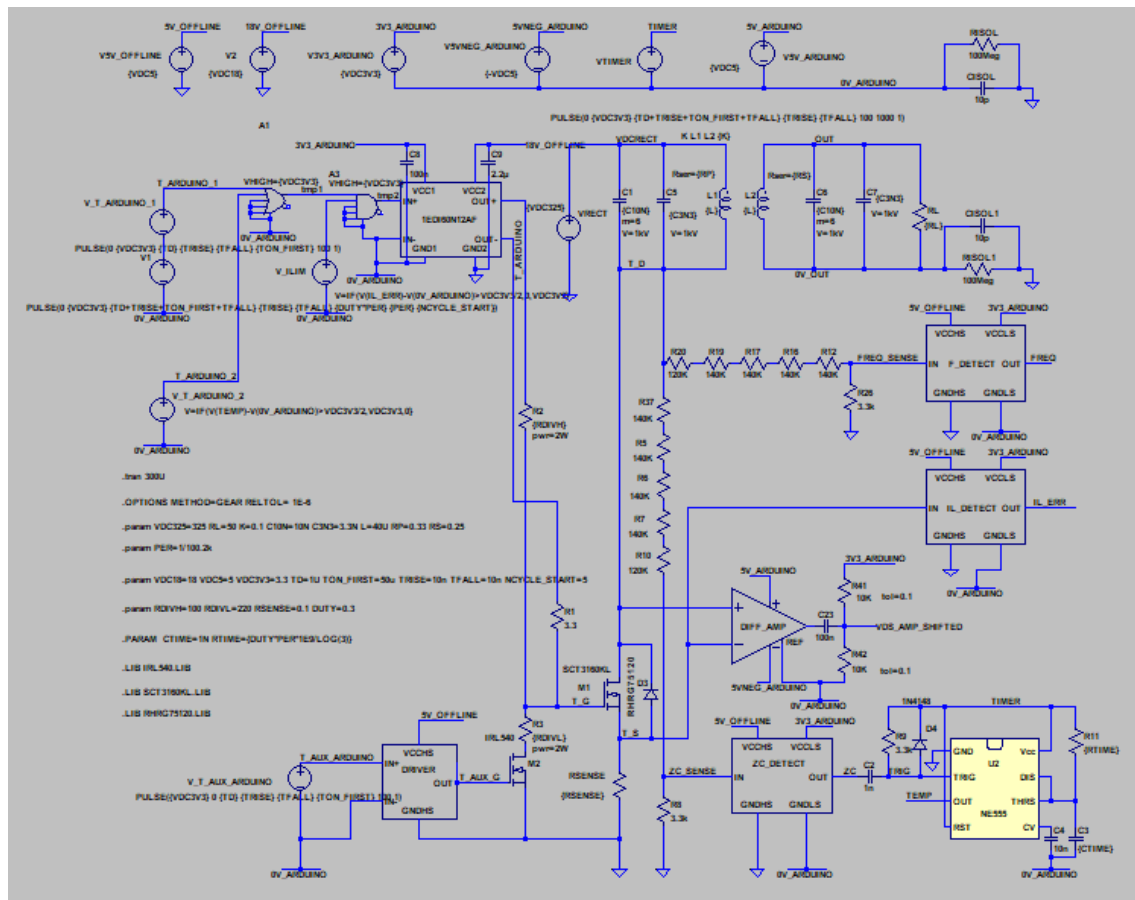 5V_OFFLINE
18V_OFFLINE
3V3_ARDUINO
5VNEG_ARDUINO
TIMER
5V_ARDUINO
RISOL
100Meg
V5V_OFFLINE
{VDC5}
V2
{VDC18}
V3V3_ARDUINO
{VDC3V3}
V5VNEG_ARDUINO
{-VDC5}
VTIMER
{VDC5}
V5V_ARDUINO
0V_ARDUINO
CISOL
10p
PULSE(0 {VDC3V3} {TD+TRISE+TON_FIRST+TFALL} {TRISE} {TFALL} 100 1000 1)
A1
3V3_ARDUINO
C8
100n
C9
2.2µ
18V_OFFLINE
VDCRECT
K L1 L2 {K}
OUT
T_ARDUINO_1
VHIGH={VDC3V3}
tmp1
A3
VHIGH={VDC3V3}
tmp2
VCC1
VCC2
IN+
OUT+
1EDI60N12AF
IN-
OUT-
GND1
GND2
T_ARDUINO
{VDC325}
VRECT
C1
{C10N}
m=6
V=1kV
C5
{C3N3}
Rser={RP}
L1
{L}
Rser={RS}
L2
{L}
C6
{C10N}
m=6
V=1kV
C7
{C3N3}
V=1kV
RL
{RL}
CISOL1
10p
RISOL1
100Meg
V_T_ARDUINO_1
0V_ARDUINO
PULSE(0 {VDC3V3} {TD} {TRISE} {TFALL} {TON_FIRST} 100 1)
V1
V_ILIM
0V_ARDUINO
T_D
0V_OUT
V=IF(V(IL_ERR)-V(0V_ARDUINO)>VDC3V3/2,0,VDC3V3)
PULSE(0 {VDC3V3} {TD+TRISE+TON_FIRST+TFALL} {TRISE} {TFALL} {DUTY*PER} {PER} {NCYCLE_START})
0V_ARDUINO
0V_ARDUINO
5V_OFFLINE
3V3_ARDUINO
VCCHS
VCCLS
R20
120K
R19
140K
R17
140K
R16
140K
R12
140K
FREQ_SENSE
IN
F_DETECT
OUT
FREQ
R26
3.3k
GNDHS
GNDLS
0V_ARDUINO
T_ARDUINO_2
V_T_ARDUINO_2
V=IF(V(TEMP)-V(0V_ARDUINO)>VDC3V3/2,VDC3V3,0)
0V_ARDUINO
R2
{RDIVH}
pwr=2W
R37
140K
R5
140K
R6
140K
R7
140K
R10
120K
5V_OFFLINE
3V3_ARDUINO
VCCHS
VCCLS
IN
IL_DETECT
OUT
IL_ERR
GNDHS
GNDLS
0V_ARDUINO
.tran 300U
.OPTIONS METHOD=GEAR RELTOL= 1E-6
.param VDC325=325 RL=50 K=0.1 C10N=10N C3N3=3.3N L=40U RP=0.33 RS=0.25
.param PER=1/100.2k
.param VDC18=18 VDC5=5 VDC3V3=3.3 TD=1U TON_FIRST=50u TRISE=10n TFALL=10n NCYCLE_START=5
.param RDIVH=100 RDIVL=220 RSENSE=0.1 DUTY=0.3
.PARAM CTIME=1N RTIME={DUTY*PER*1E9/LOG(3)}
.LIB IRL540.LIB
.LIB SCT3160KL.LIB
.LIB RHRG75120.LIB
R1
3.3
5V_ARDUINO
DIFF_AMP
REF
5VNEG_ARDUINO
0V_ARDUINO
3V3_ARDUINO
R41
10K
tol=0.1
C23
100n
VDS_AMP_SHIFTED
R42
10K
tol=0.1
0V_ARDUINO
SCT3160KL
M1
T_G
RHRG75120
D3
T_S
R3
{RDIVL}
pwr=2W
IRL540
M2
RSENSE
{RSENSE}
5V_OFFLINE
VCCHS
DRIVER
IN+
IN-
OUT
GNDHS
T_AUX_ARDUINO
T_AUX_G
V_T_AUX_ARDUINO
PULSE({VDC3V3} 0 {TD} {TRISE} {TFALL} {TON_FIRST} 100 1)
0V_ARDUINO
ZC_SENSE
R8
3.3k
5V_OFFLINE
3V3_ARDUINO
VCCHS
VCCLS
IN
ZC_DETECT
OUT
GNDHS
GNDLS
0V_ARDUINO
ZC
C2
1n
1N4148
R9
3.3k
D4
TRIG
TEMP
TIMER
GND
Vcc
U2
TRIG
DIS
OUT
THRS
NE555
RST
CV
R11
{RTIME}
C4
10n
C3
{CTIME}
0V_ARDUINO